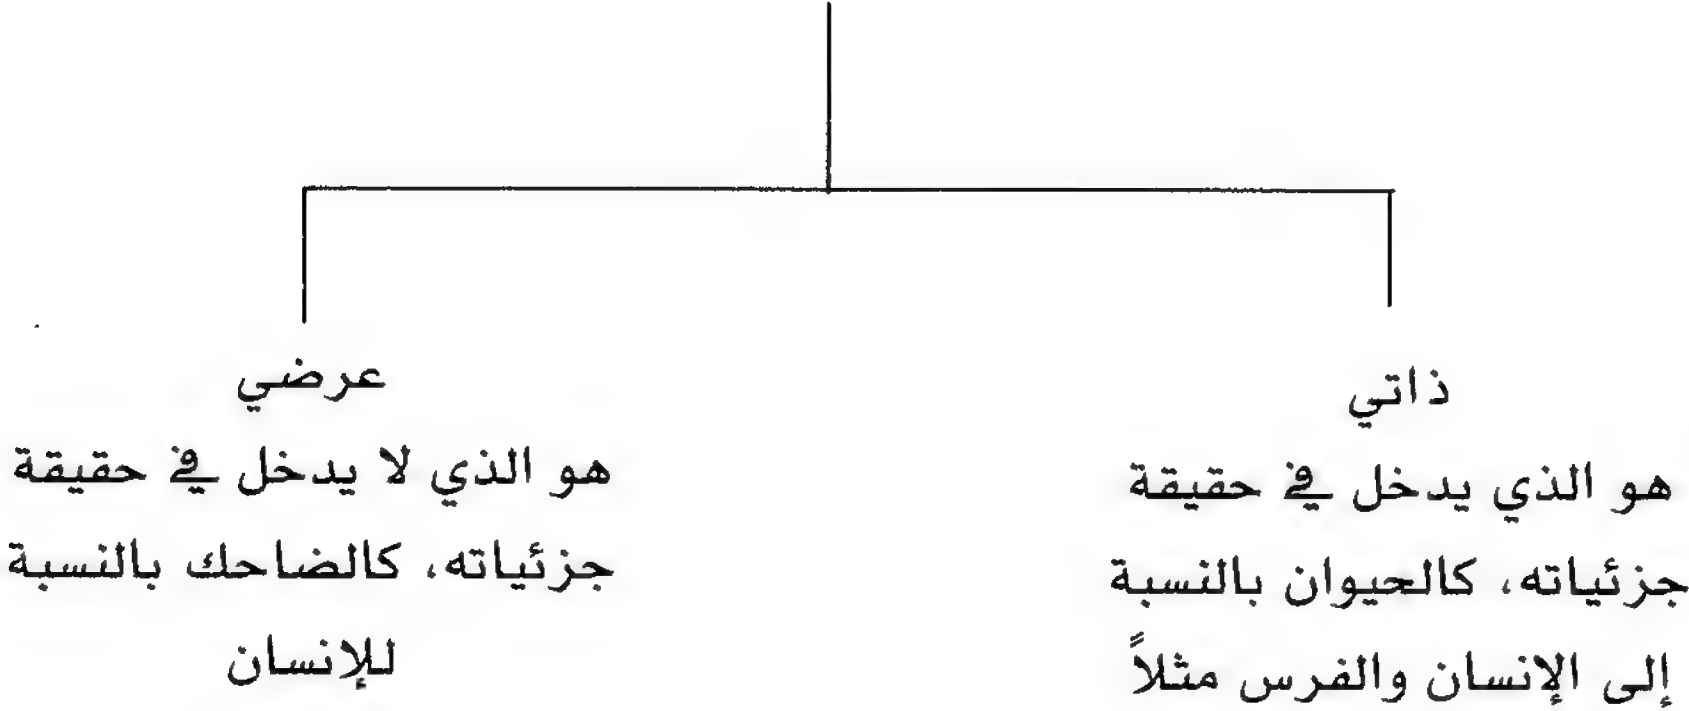 ذاتي
هو الذي يدخل في حقيقة
جزئياته، كالحيوان بالنسبة
إلى الإنسان والفرس مثلاً
عرضي
هو الذي لا يدخل في حقيقة
جزئياته، كالضاحك بالنسبة
للإنسان